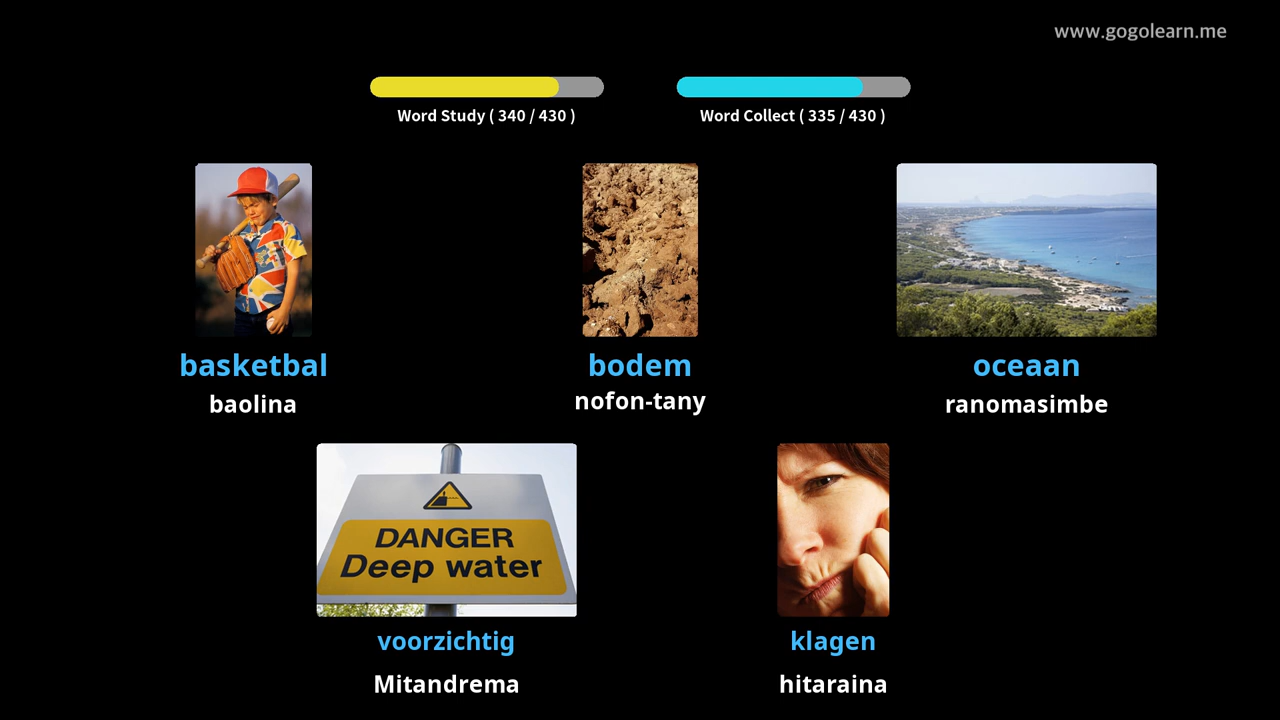 www.gogolearn.me
Word Study ( 340 / 430 )
Word Collect ( 335 / 430 )
basketbal
baolina
bodem
nofon-tany
oceaan
ranomasimbe
DANGER
Deep water
voorzichtig
Mitandrema
klagen
hitaraina